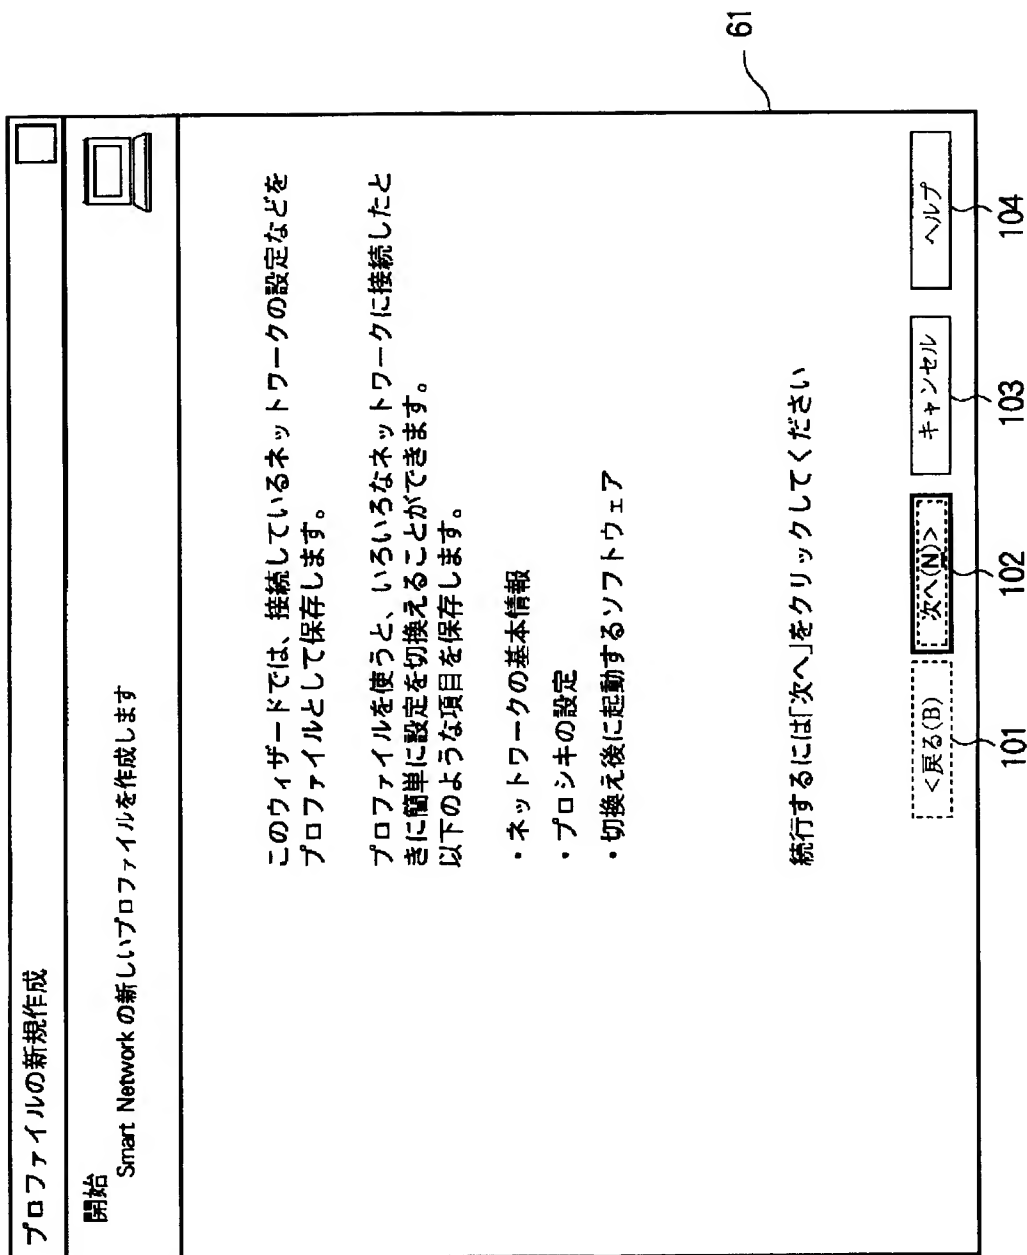 プロファイルの新規作成
開始
Smart Network の新しいプロファイルを作成します
このウィザードでは、接続しているネットワークの設定などを
プロファイルとして保存します。
プロファイルを使うと、いろいろなネットワークに接続したと
きに簡単に設定を切換えることができます。
以下のような項目を保存します。
・ネットワークの基本情報
・プロシキの設定
・切換え後に起動するソフトウェア
続行するには「次へ」をクリックしてください
<戻る(B)
次へ(N)>
キャンセル
ヘルプ
101
102
103
104
61